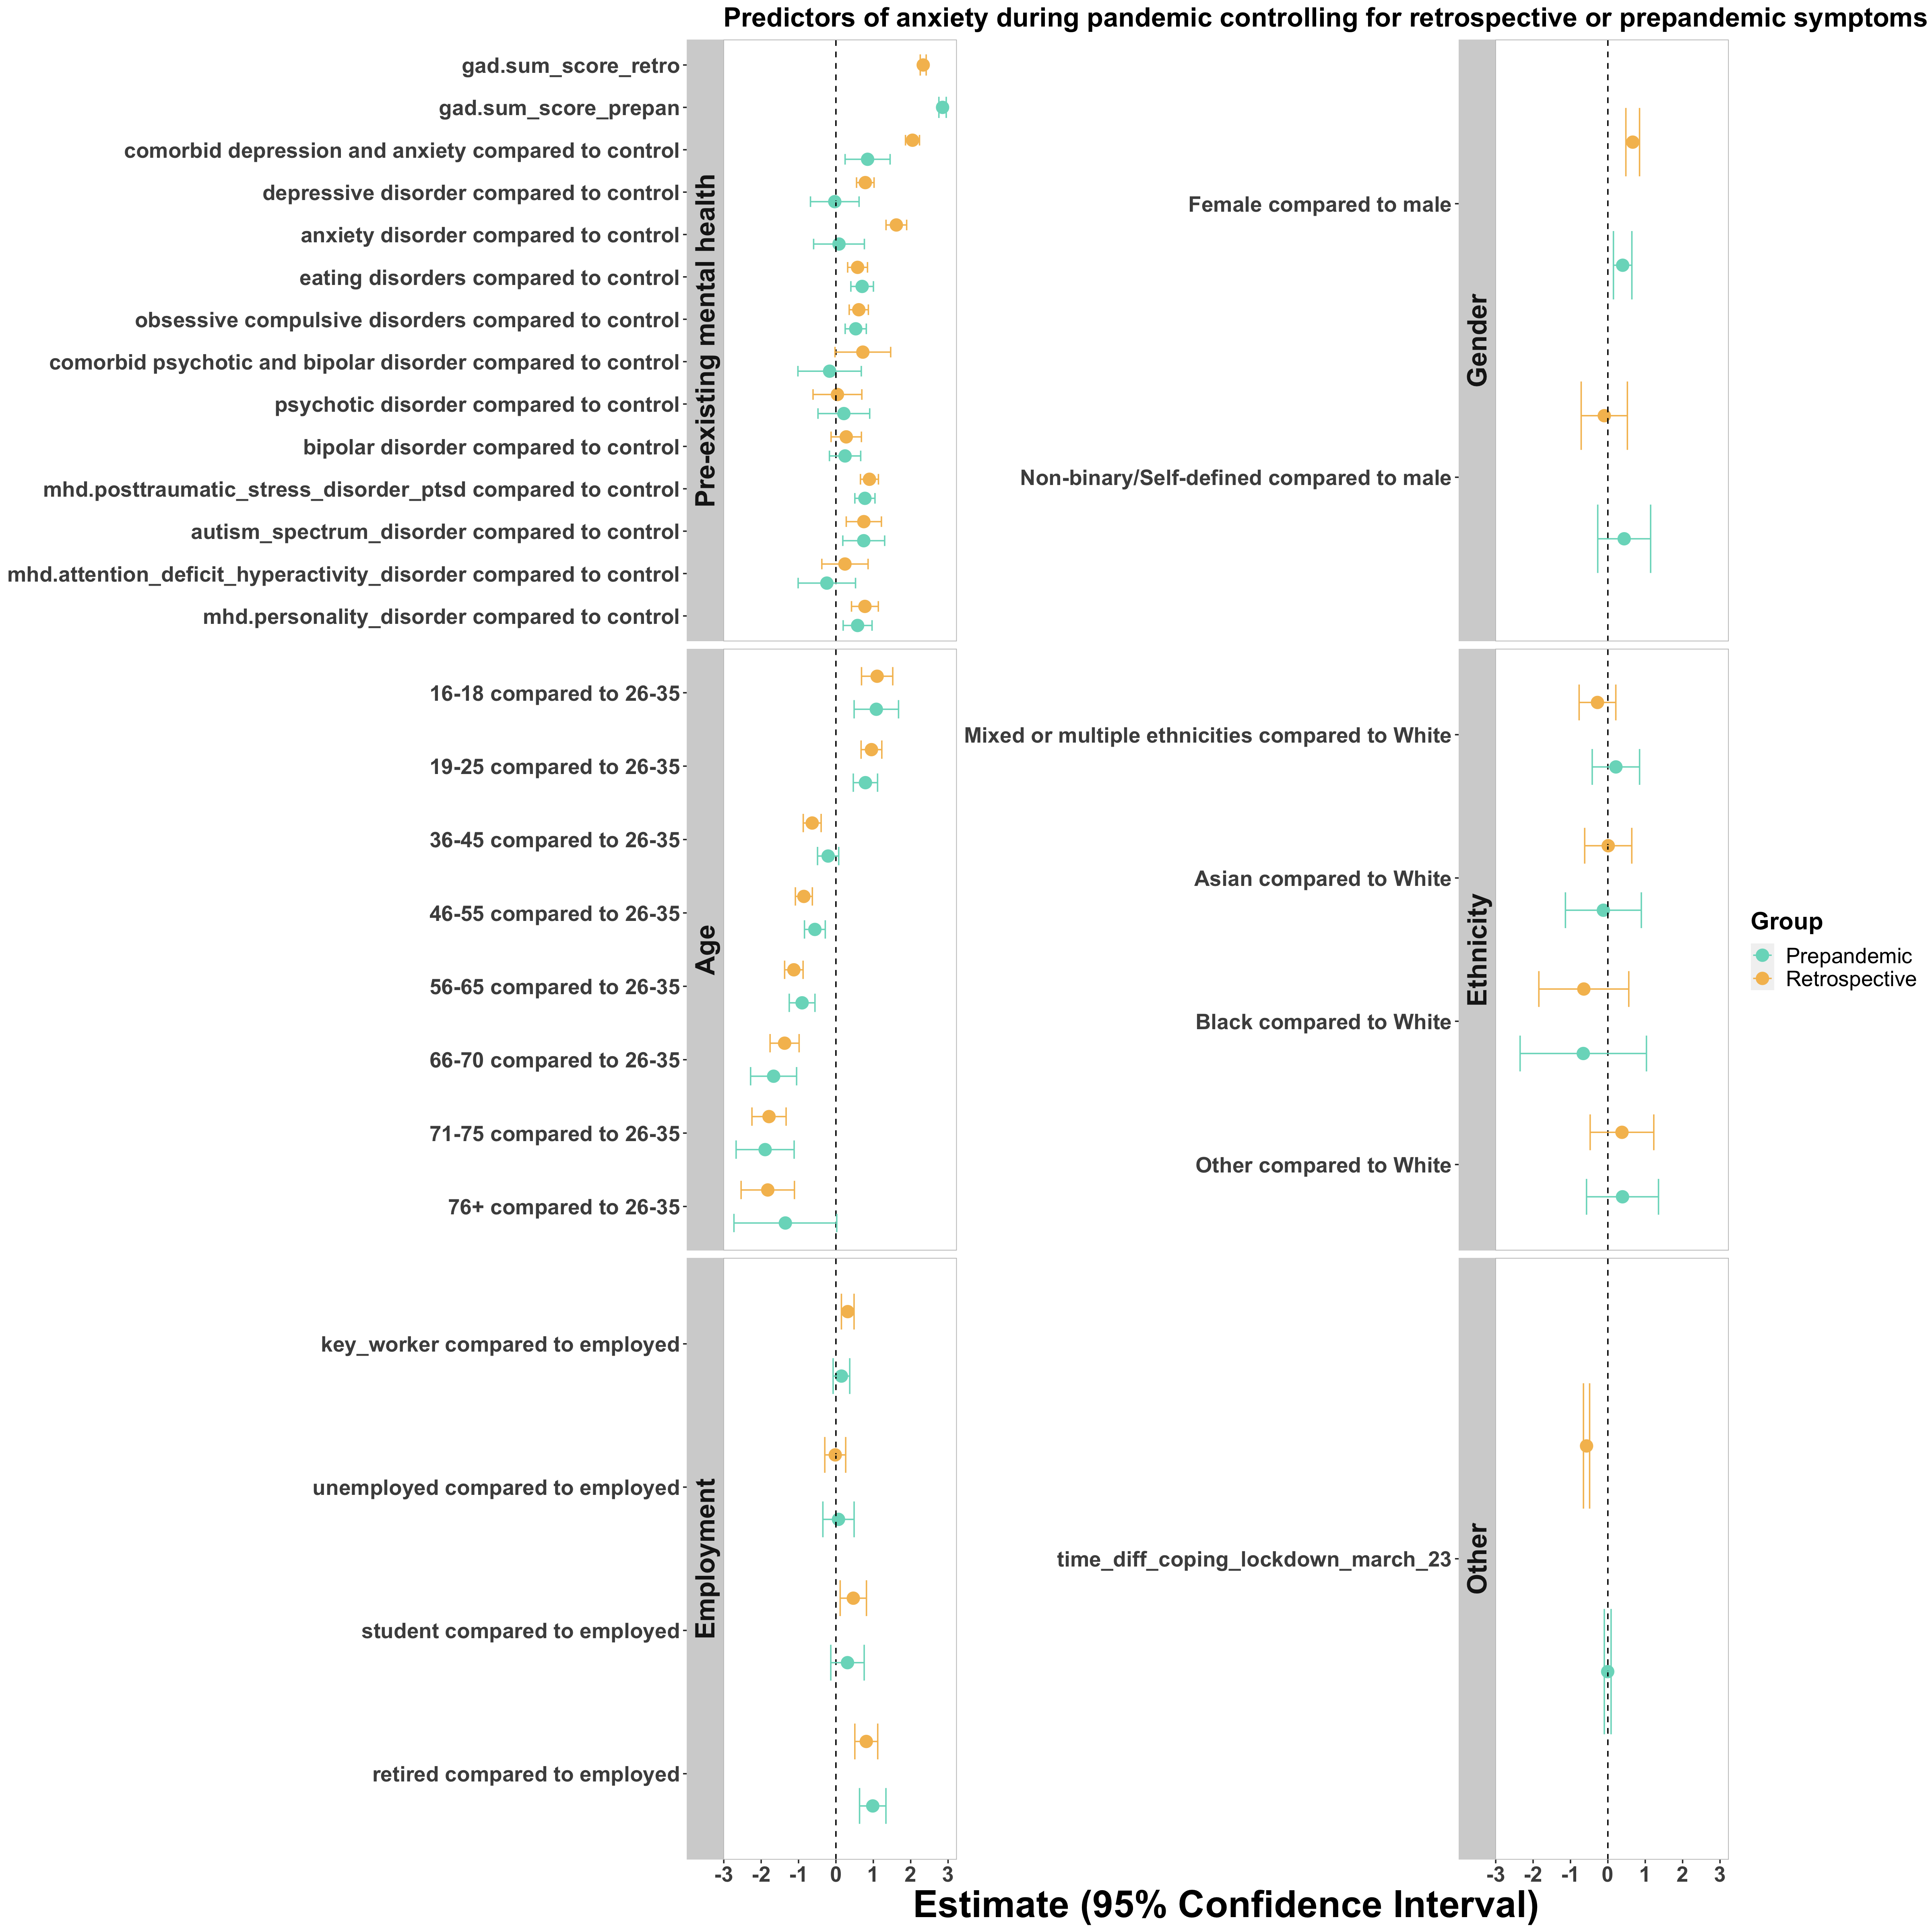 Predictors of anxiety during pandemic controlling for retrospective or prepandemic symptoms
Pre-existing mental health
gad.sum_score_retro
gad.sum_score_prepan
comorbid depression and anxiety compared to control
depressive disorder compared to control
anxiety disorder compared to control
eating disorders compared to control
obsessive compulsive disorders compared to control
comorbid psychotic and bipolar disorder compared to control
psychotic disorder compared to control
bipolar disorder compared to control
mhd.posttraumatic_stress_disorder_ptsd compared to control
autism_spectrum_disorder compared to control
mhd.attention_deficit_hyperactivity_disorder compared to control
mhd.personality_disorder compared to control
Gender
Female compared to male
Non-binary/Self-defined compared to male
Age
16-18 compared to 26-35
19-25 compared to 26-35
36-45 compared to 26-35
46-55 compared to 26-35
56-65 compared to 26-35
66-70 compared to 26-35
71-75 compared to 26-35
76+ compared to 26-35
Ethnicity
Mixed or multiple ethnicities compared to White
Asian compared to White
Black compared to White
Other compared to White
Employment
key_worker compared to employed
unemployed compared to employed
student compared to employed
retired compared to employed
Other
time_diff_coping_lockdown_march_23
-3 -2 -1 0 1 2 3
-3 -2 -1 0 1 2 3
Estimate (95% Confidence Interval)
Group
Prepandemic
Retrospective